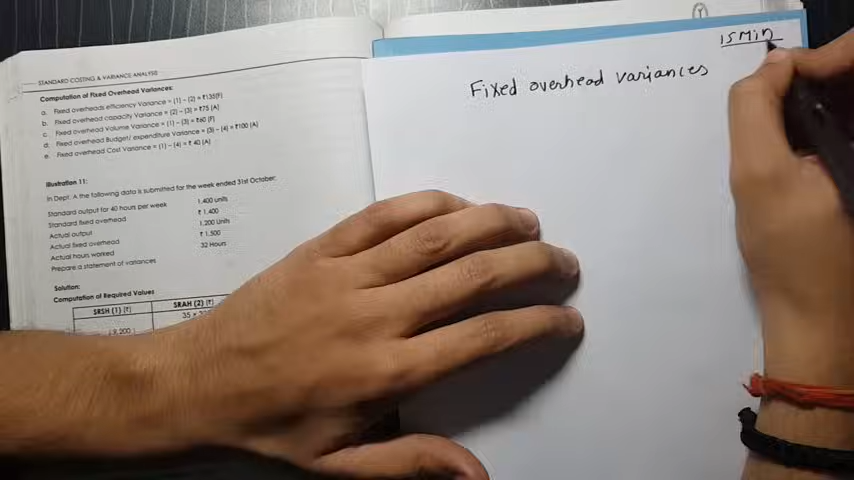 STANDARD COSTING & VARIANCE ANALYSIS
Computation of Fixed Overhead Variances:
a. Fixed overheads efficiency Variance = (1) – (2) = ₹135(F)
b. Fixed overhead capacity Variance = (2) – (3) = ₹75 (A)
c. Fixed overhead Volume Variance = (1) – (3) = ₹60 (F)
d. Fixed overhead Budget/ expenditure Variance = (3) – (4) = ₹100 (A)
e. Fixed overhead Cost Variance = (1) – (4) = ₹ 40 (A)
Illustration 11:
In Dept. A the following data is submitted for the week ended 31st October:
Standard output for 40 hours per week 1,400 units
Standard fixed overhead ₹ 1,400
Actual output 1,200 Units
Actual fixed overhead ₹ 1,500
Actual hours worked 32 Hours
Prepare a statement of variances
Solution:
Computation of Required Values
SRSH (1) (₹) SRAH (2) (₹)
35 ×
15 Min
Fixed overhead variances